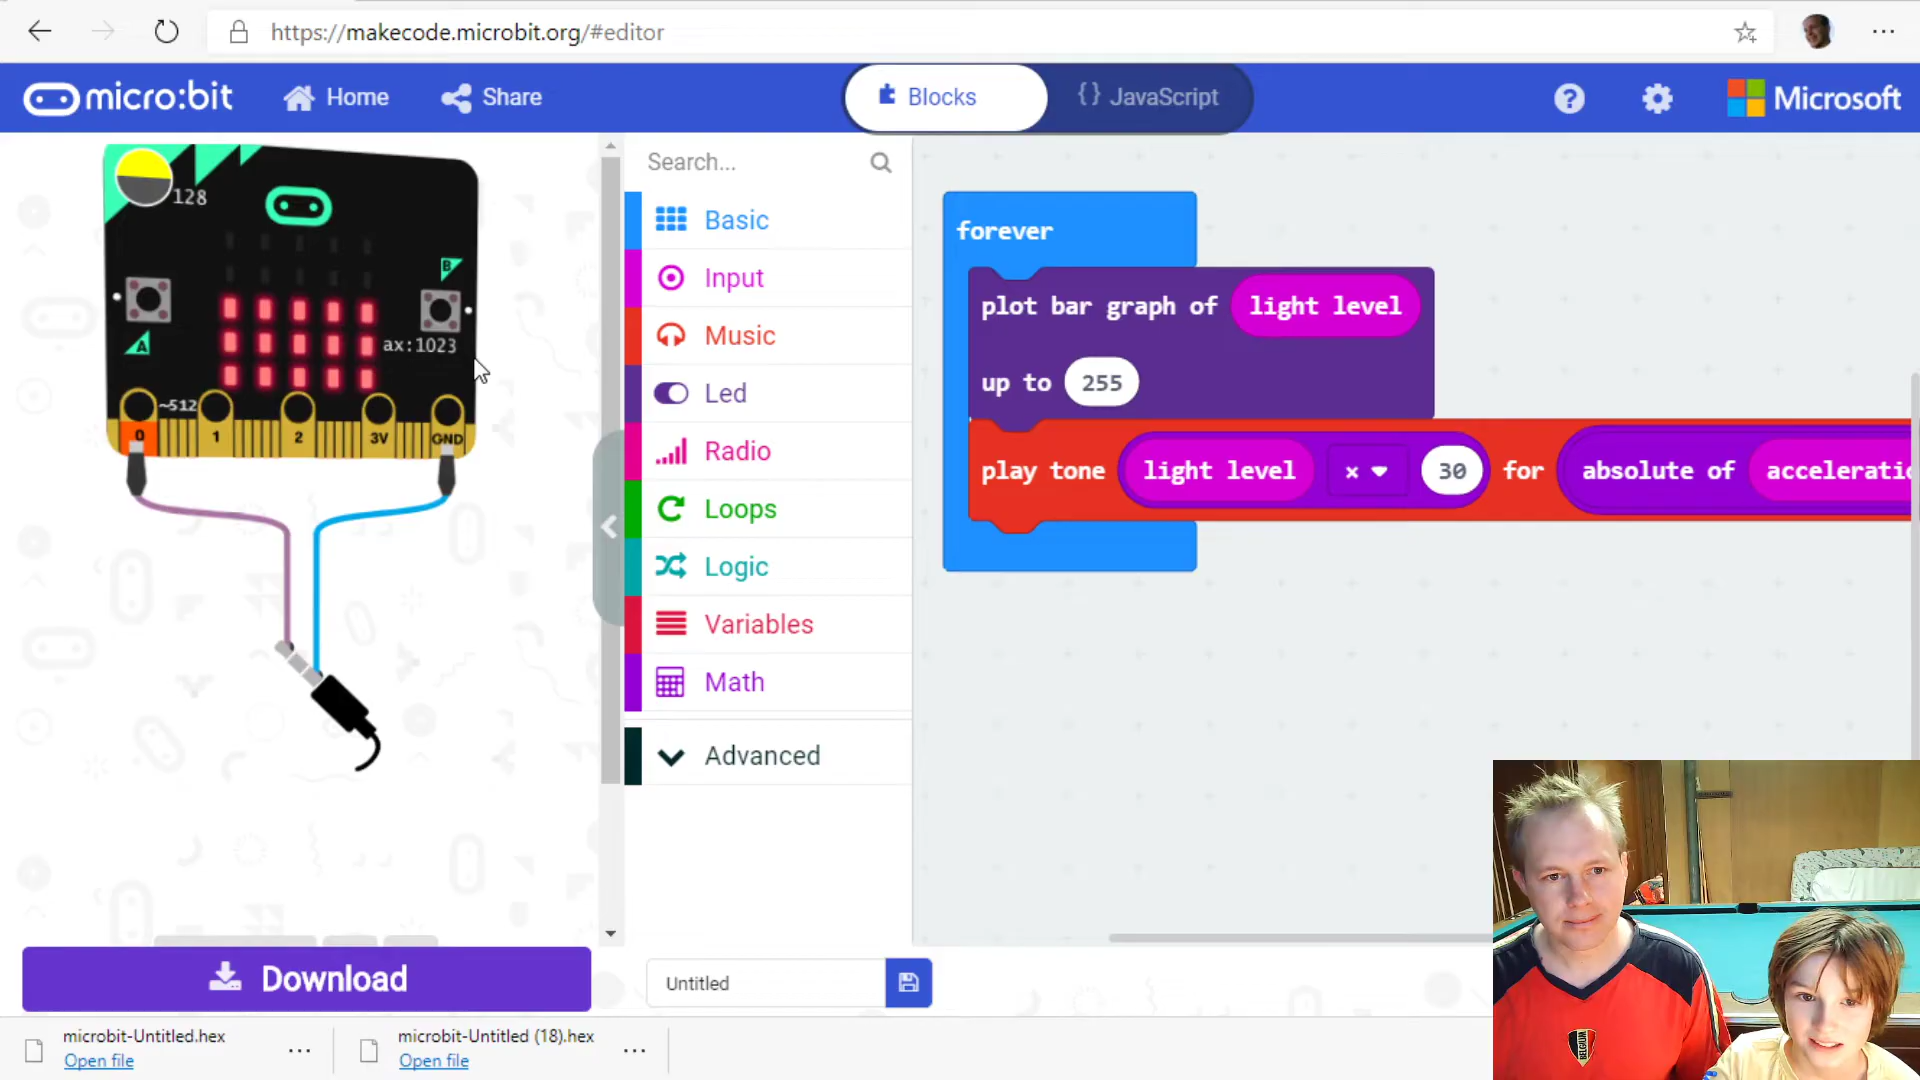 https://makecode.microbit.org/#editor
micro:bit
Home
Share
Blocks
{} JavaScript
?
Microsoft
128
B
A
ax:1023
~512
0
1
2
3V
GND
Search...
Basic
Input
Music
Led
Radio
Loops
Logic
Variables
Math
Advanced
forever
plot bar graph of light level
up to 255
play tone light level × 30 for absolute of acceleratio
Download
Untitled
microbit-Untitled.hex
Open file
microbit-Untitled (18).hex
Open file
BELGIUM